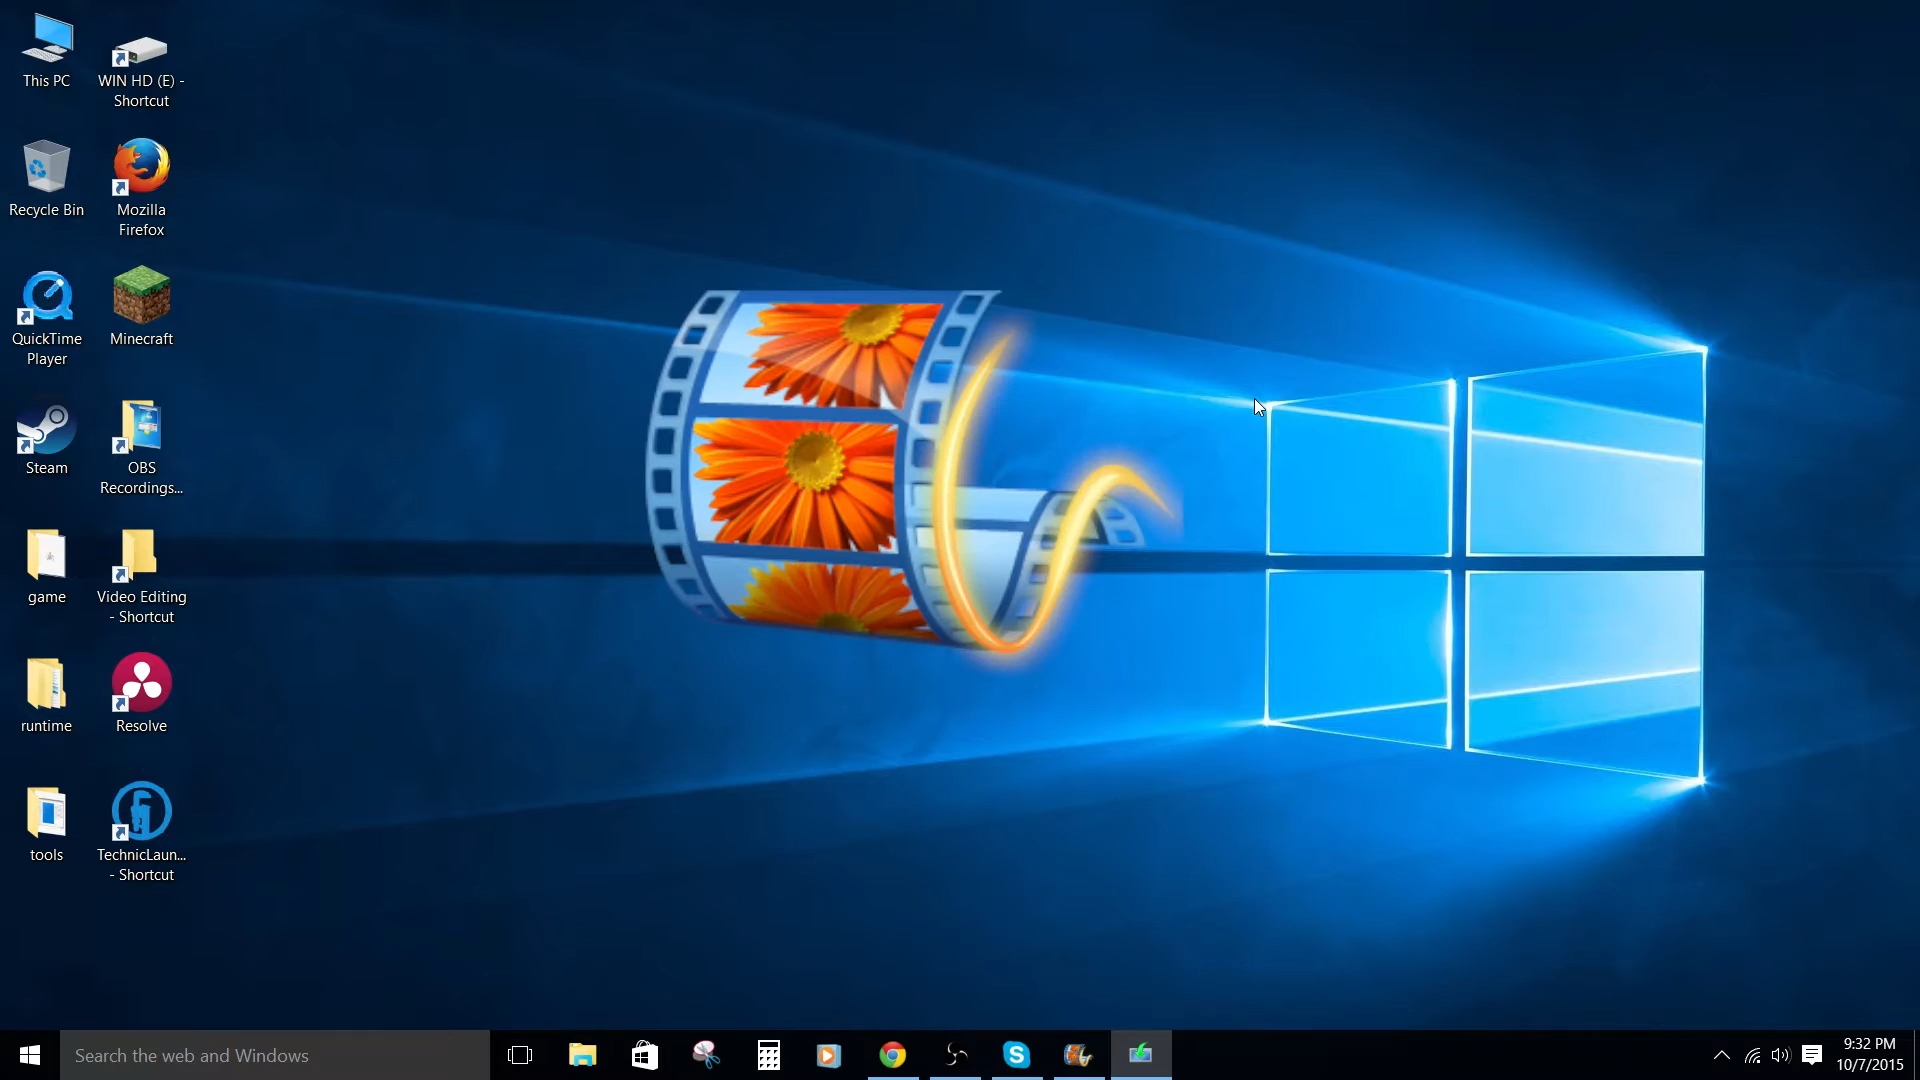 This PC
WIN HD (E) -
Shortcut
Recycle Bin
Mozilla
Firefox
QuickTime
Player
Minecraft
Steam
OBS
Recordings...
game
Video Editing
- Shortcut
runtime
Resolve
tools
TechnicLaun...
- Shortcut
Search the web and Windows
9:32 PM
10/7/2015